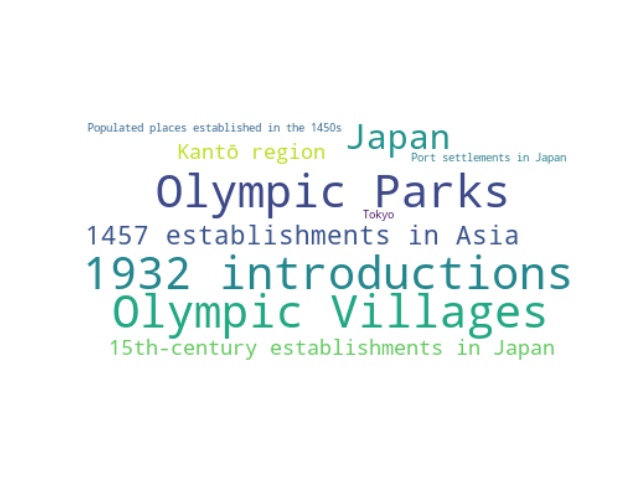 Populated places established in the 1450s
Japan
Kantō region
Port settlements in Japan
Olympic Parks
Tokyo
1457 establishments in Asia
1932 introductions
Olympic Villages
15th-century establishments in Japan